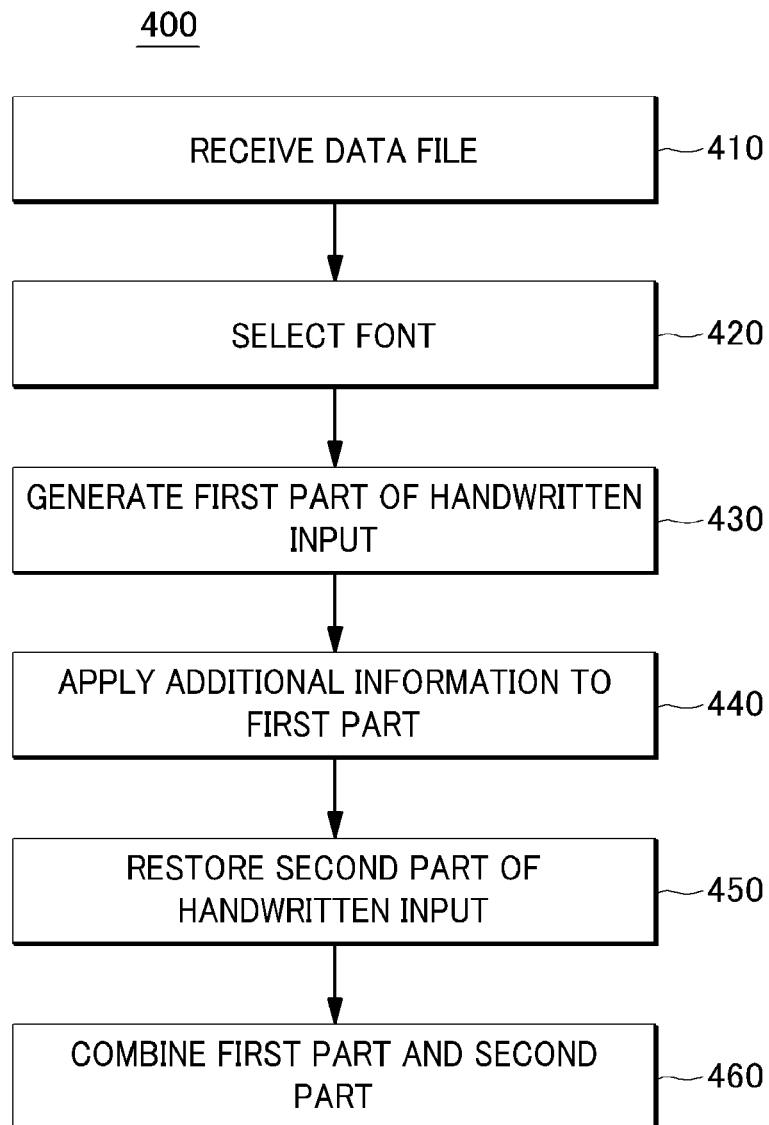 400
RECEIVE DATA FILE
410
SELECT FONT
420
GENERATE FIRST PART OF HANDWRITTEN
INPUT
430
APPLY ADDITIONAL INFORMATION TO
FIRST PART
440
RESTORE SECOND PART OF
HANDWRITTEN INPUT
450
COMBINE FIRST PART AND SECOND
PART
460